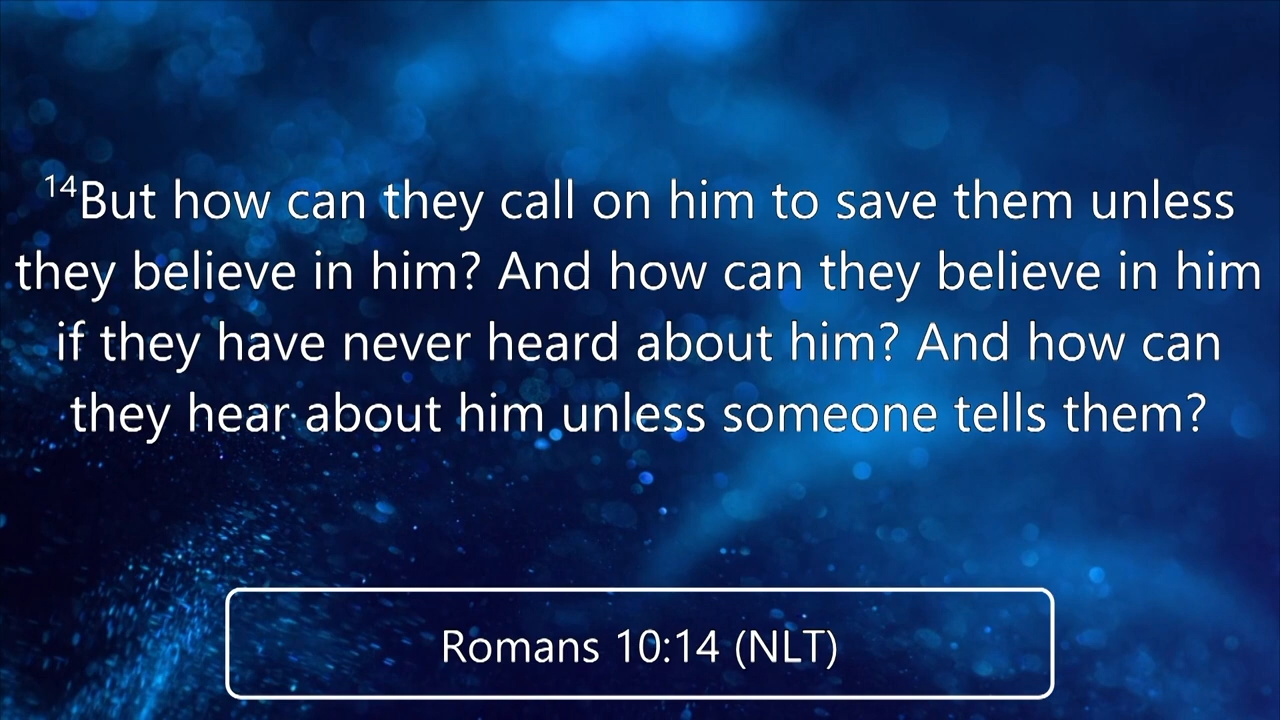 ¹⁴But how can they call on him to save them unless
they believe in him? And how can they believe in him
if they have never heard about him? And how can
they hear about him unless someone tells them?
Romans 10:14 (NLT)